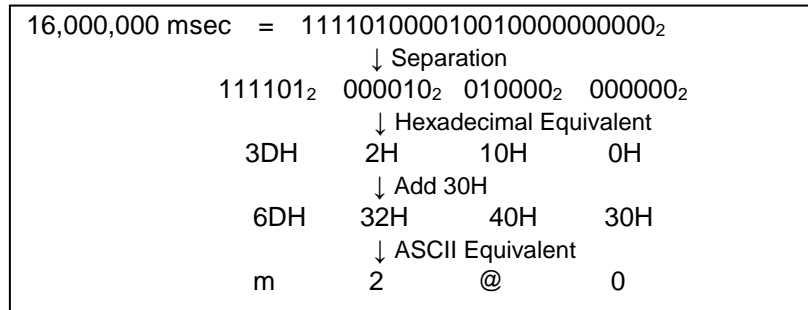 16,000,000 msec = 111101000010010000000000₂
↓ Separation
111101₂ 000010₂ 010000₂ 000000₂
↓ Hexadecimal Equivalent
3DH 2H 10H 0H
↓ Add 30H
6DH 32H 40H 30H
↓ ASCII Equivalent
m 2 @ 0